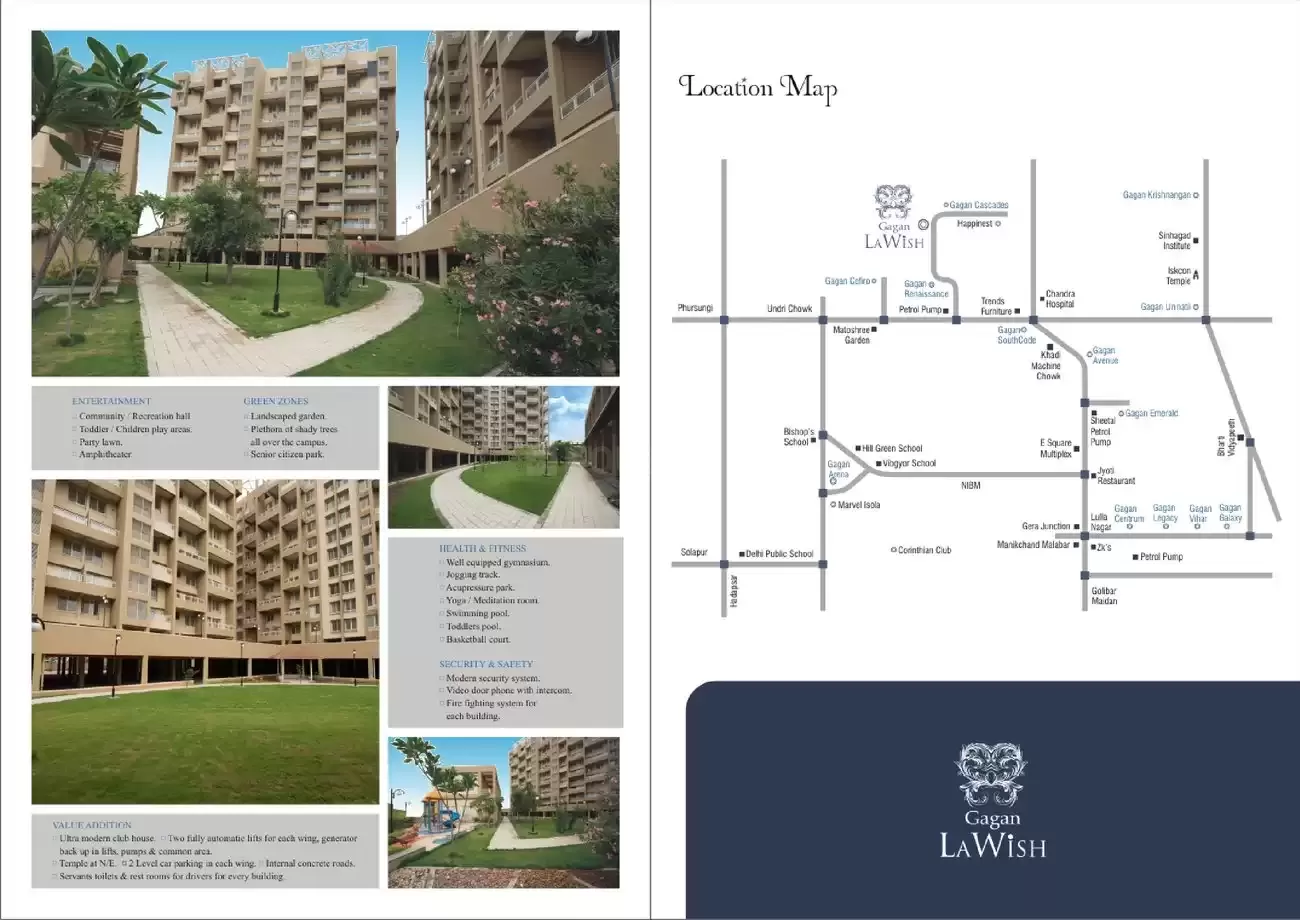 ENTERTAINMENT
Community / Recreation hall
Toddler / Children play areas.
Party lawn.
Amphitheater.
GREEN ZONES
Landscaped garden.
Plethora of shady trees
all over the campus.
Senior citizen park.
HEALTH & FITNESS
Well equipped gymnasium.
Jogging track.
Acupressure park.
Yoga / Meditation room.
Swimming pool.
Toddlers pool.
Basketball court.
SECURITY & SAFETY
Modern security system.
Video door phone with intercom.
Fire fighting system for
each building.
VALUE ADDITION
Ultra modern club house. Two fully automatic lifts for each wing, generator
back up in lifts, pumps & common area.
Temple at N/E. 2 Level car parking in each wing. Internal concrete roads.
Servants toilets & rest rooms for drivers for every building.
Location Map
Gagan
LAWISH
Gagan Cascades
Happinest
Gagan Krishnangan
Sinhagad
Institute
Iskcon
Temple
Gagan Unnatii
Gagan Cefiro
Gagan
Renaissance
Phursungi
Undri Chowk
Petrol Pump
Trends
Furniture
Chandra
Hospital
Matoshree
Garden
Gagan
SouthCode
Khadi
Machine
Chowk
Gagan
Avenue
Gagan Emerald
Sheetal
Petrol
Pump
Bishop's
School
Hill Green School
Vibgyor School
Gagan
Arena
Marvel Isola
NIBM
E Square
Multiplex
Bharti
Vidyapeeth
Jyoti
Restaurant
Gera Junction
Lulla
Nagar
Gagan
Centrum
Gagan
Legacy
Gagan
Vihar
Gagan
Galaxy
Manikchand Malabar
Zk's
Petrol Pump
Solapur
Delhi Public School
Corinthian Club
Hadapsar
Golibar
Maidan
Gagan
LAWISH